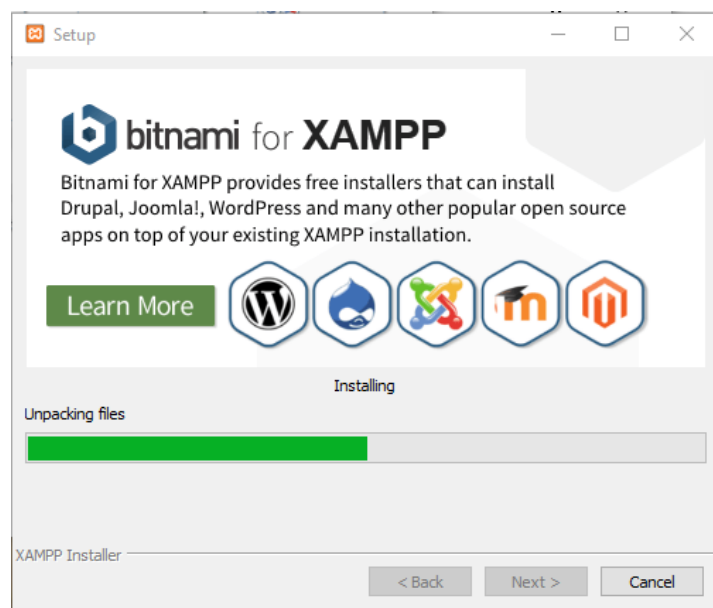 Setup
bitnami for XAMPP
Bitnami for XAMPP provides free installers that can install
Drupal, Joomla!, WordPress and many other popular open source
apps on top of your existing XAMPP installation.
Learn More
Installing
Unpacking files
XAMPP Installer
< Back Next > Cancel